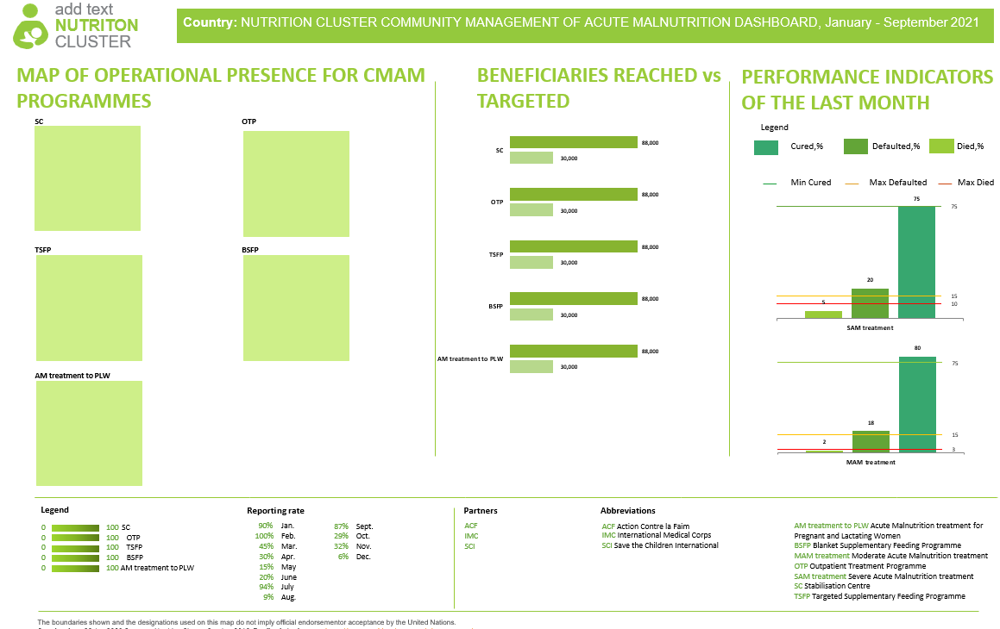 add text
NUTRITION
CLUSTER
Country: NUTRITION CLUSTER COMMUNITY MANAGEMENT OF ACUTE MALNUTRITION DASHBOARD, January - September 2021
MAP OF OPERATIONAL PRESENCE FOR CMAM
PROGRAMMES
SC
OTP
TSFP
BSFP
AM treatment to PLW
BENEFICIARIES REACHED vs
TARGETED
SC
88,000
30,000
OTP
88,000
30,000
TSFP
88,000
30,000
BSFP
88,000
30,000
AM treatment to PLW
88,000
30,000
PERFORMANCE INDICATORS
OF THE LAST MONTH
Legend
Cured,% Defaulted,% Died,%
Min Cured Max Defaulted Max Died
75
75
20
15
5
10
SAM treatment
80
75
18
15
2
3
MAM treatment
Legend
0 100 SC
0 100 OTP
0 100 TSFP
0 100 BSFP
0 100 AM treatment to PLW
Reporting rate
90% Jan.
100% Feb.
45% Mar.
30% Apr.
15% May
20% June
94% July
9% Aug.
87% Sept.
29% Oct.
32% Nov.
6% Dec.
Partners
ACF
IMC
SCI
Abbreviations
ACF Action Contre la Faim
IMC International Medical Corps
SCI Save the Children International
AM treatment to PLW Acute Malnutrition treatment for
Pregnant and Lactating Women
BSFP Blanket Supplementary Feeding Programme
MAM treatment Moderate Acute Malnutrition treatment
OTP Outpatient Treatment Programme
SAM treatment Severe Acute Malnutrition treatment
SC Stabilisation Centre
TSFP Targeted Supplementary Feeding Programme
The boundaries shown and the designations used on this map do not imply official endorsementor acceptance by the United Nations.